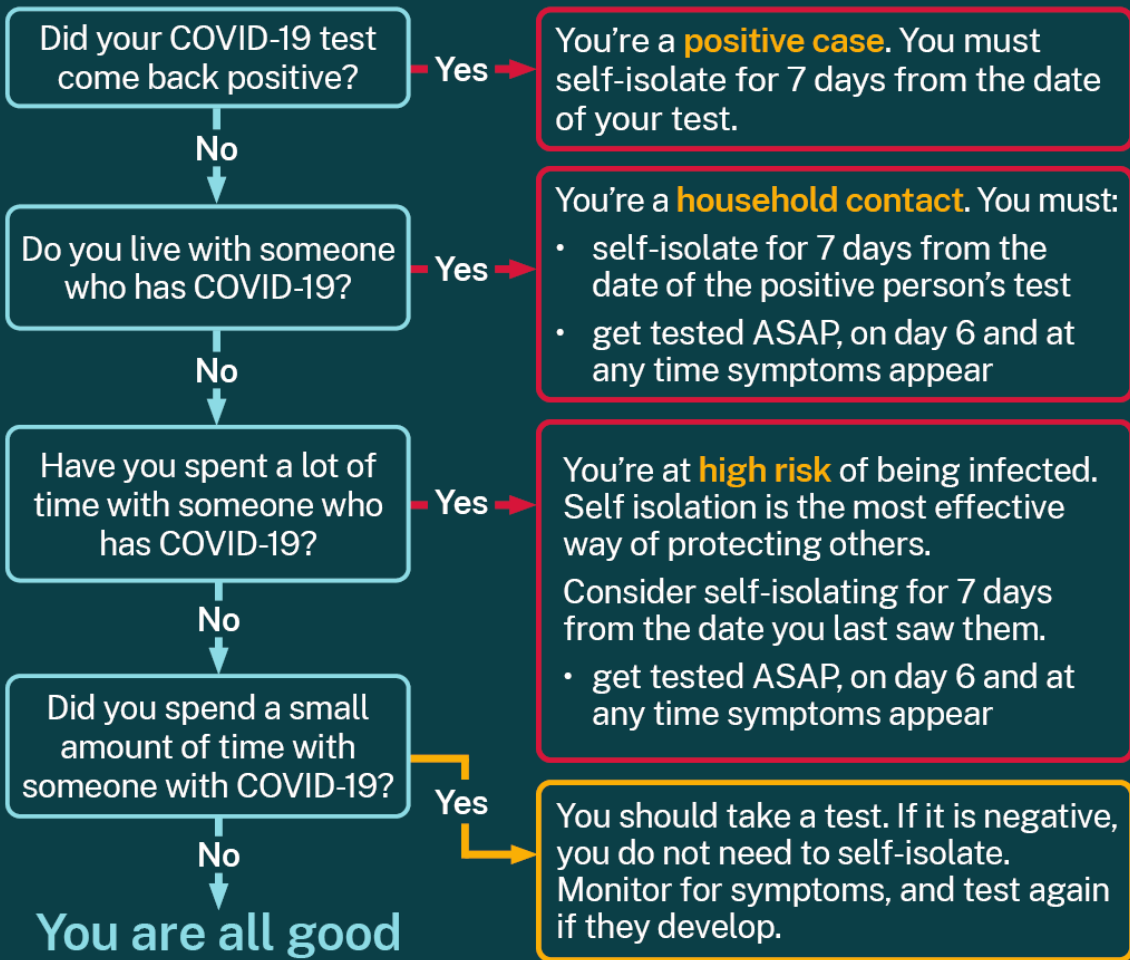 Did your COVID-19 test
come back positive?
Yes
You're a positive case. You must
self-isolate for 7 days from the date
of your test.
No
Do you live with someone
who has COVID-19?
Yes
You're a household contact. You must:
• self-isolate for 7 days from the
date of the positive person's test
• get tested ASAP, on day 6 and at
any time symptoms appear
No
Have you spent a lot of
time with someone who
has COVID-19?
Yes
You're at high risk of being infected.
Self isolation is the most effective
way of protecting others.
Consider self-isolating for 7 days
from the date you last saw them.
• get tested ASAP, on day 6 and at
any time symptoms appear
No
Did you spend a small
amount of time with
someone with COVID-19?
Yes
You should take a test. If it is negative,
you do not need to self-isolate.
Monitor for symptoms, and test again
if they develop.
No
You are all good